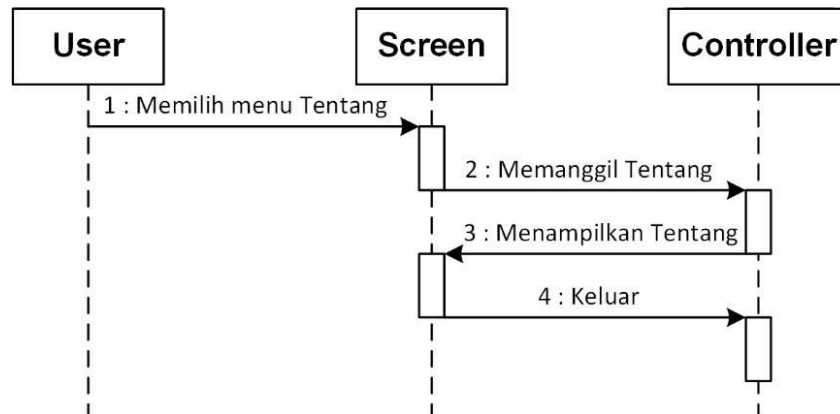 User
Screen
Controller
1 : Memilih menu Tentang
2 : Memanggil Tentang
3 : Menampilkan Tentang
4 : Keluar